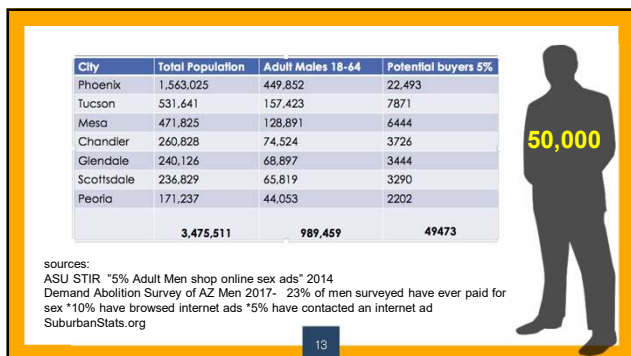 City Total Population Adult Males 18-64 Potential buyers 5%
Phoenix 1,563,025 449,852 22,493
Tucson 531,641 157,423 7871
Mesa 471,825 128,891 6444
Chandler 260,828 74,524 3726
Glendale 240,126 68,897 3444
Scottsdale 236,829 65,819 3290
Peoria 171,237 44,053 2202
3,475,511 989,459 49473
50,000
sources:
ASU STIR "5% Adult Men shop online sex ads" 2014
Demand Abolition Survey of AZ Men 2017- 23% of men surveyed have ever paid for
sex *10% have browsed internet ads *5% have contacted an internet ad
SuburbanStats.org
13